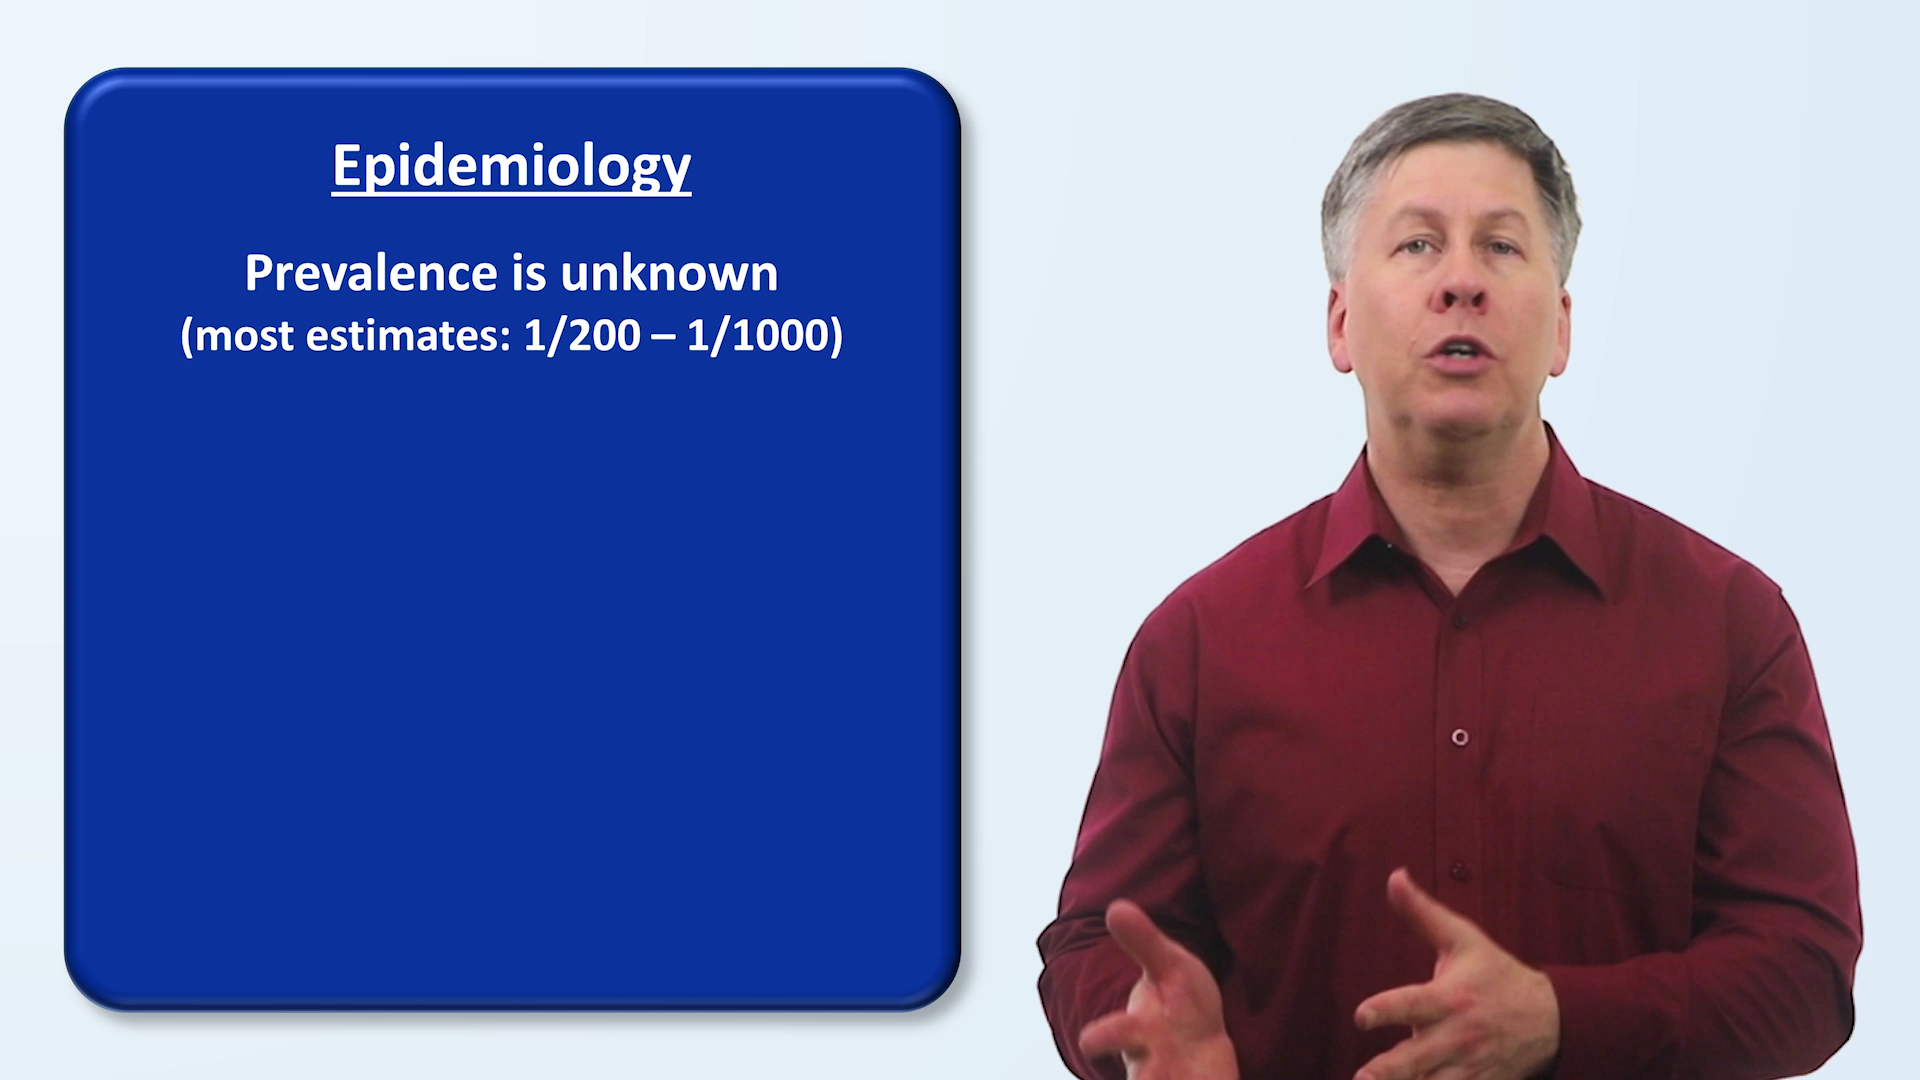 Epidemiology
Prevalence is unknown
(most estimates: 1/200 – 1/1000)